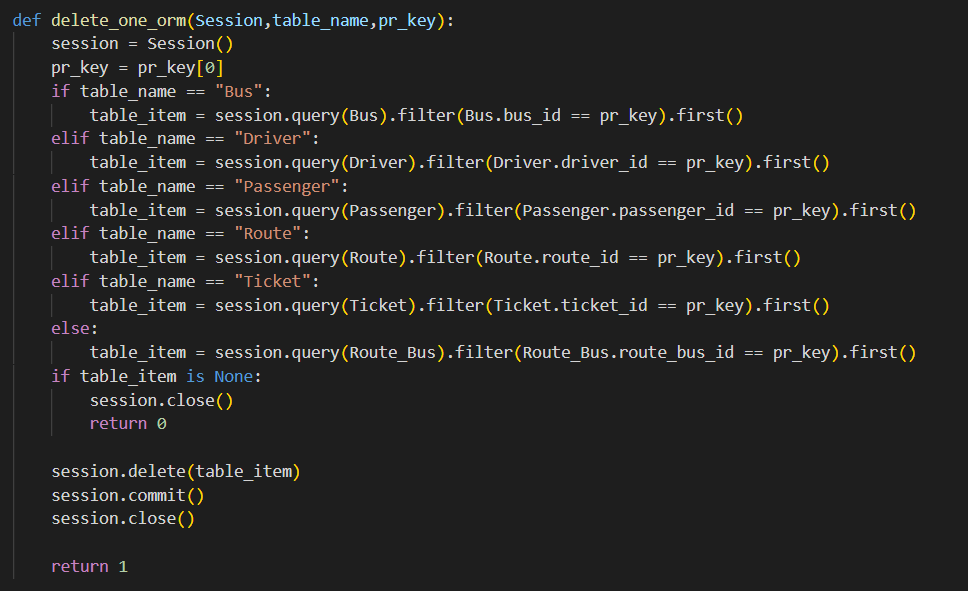 def delete_one_orm(Session,table_name,pr_key):
    session = Session()
    pr_key = pr_key[0]
    if table_name == "Bus":
        table_item = session.query(Bus).filter(Bus.bus_id == pr_key).first()
    elif table_name == "Driver":
        table_item = session.query(Driver).filter(Driver.driver_id == pr_key).first()
    elif table_name == "Passenger":
        table_item = session.query(Passenger).filter(Passenger.passenger_id == pr_key).first()
    elif table_name == "Route":
        table_item = session.query(Route).filter(Route.route_id == pr_key).first()
    elif table_name == "Ticket":
        table_item = session.query(Ticket).filter(Ticket.ticket_id == pr_key).first()
    else:
        table_item = session.query(Route_Bus).filter(Route_Bus.route_bus_id == pr_key).first()
    if table_item is None:
        session.close()
        return 0

    session.delete(table_item)
    session.commit()
    session.close()

    return 1